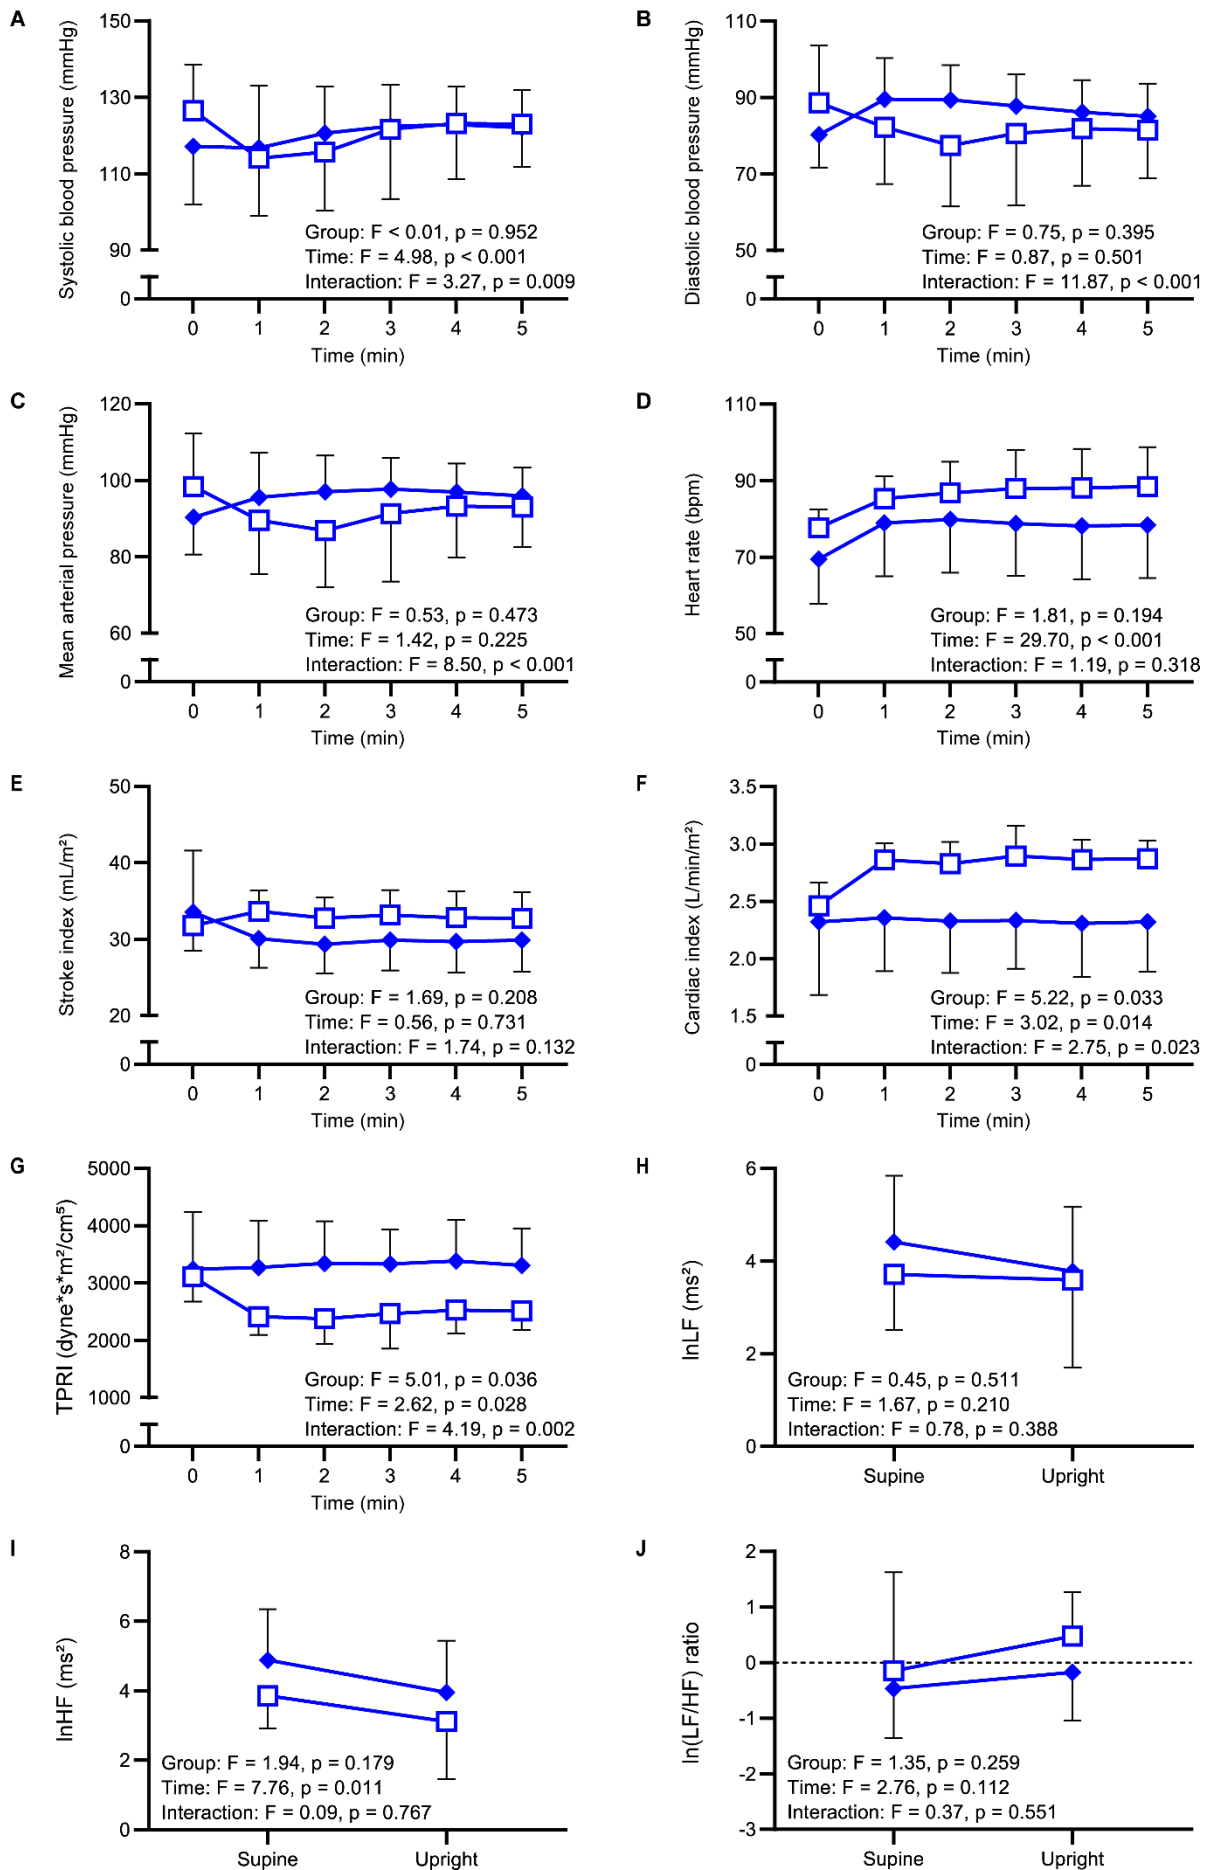 A
Systolic blood pressure (mmHg)
150
130
110
90
0
Group: F < 0.01, p = 0.952
Time: F = 4.98, p < 0.001
Interaction: F = 3.27, p = 0.009
0 1 2 3 4 5
Time (min)
B
Diastolic blood pressure (mmHg)
110
90
70
50
0
Group: F = 0.75, p = 0.395
Time: F = 0.87, p = 0.501
Interaction: F = 11.87, p < 0.001
0 1 2 3 4 5
Time (min)
C
Mean arterial pressure (mmHg)
120
100
80
60
0
Group: F = 0.53, p = 0.473
Time: F = 1.42, p = 0.225
Interaction: F = 8.50, p < 0.001
0 1 2 3 4 5
Time (min)
D
Heart rate (bpm)
110
90
70
50
0
Group: F = 1.81, p = 0.194
Time: F = 29.70, p < 0.001
Interaction: F = 1.19, p = 0.318
0 1 2 3 4 5
Time (min)
E
Stroke index (mL/m²)
50
40
30
20
0
Group: F = 1.69, p = 0.208
Time: F = 0.56, p = 0.731
Interaction: F = 1.74, p = 0.132
0 1 2 3 4 5
Time (min)
F
Cardiac index (L/min/m²)
3.5
3.0
2.5
2.0
1.5
0
Group: F = 5.22, p = 0.033
Time: F = 3.02, p = 0.014
Interaction: F = 2.75, p = 0.023
0 1 2 3 4 5
Time (min)
G
TPRI (dyne*s*m²/cm⁵)
5000
4000
3000
2000
1000
0
Group: F = 5.01, p = 0.036
Time: F = 2.62, p = 0.028
Interaction: F = 4.19, p = 0.002
0 1 2 3 4 5
Time (min)
H
lnLF (ms²)
6
4
2
0
Group: F = 0.45, p = 0.511
Time: F = 1.67, p = 0.210
Interaction: F = 0.78, p = 0.388
Supine Upright
I
lnHF (ms²)
8
6
4
2
0
Group: F = 1.94, p = 0.179
Time: F = 7.76, p = 0.011
Interaction: F = 0.09, p = 0.767
Supine Upright
J
ln(LF/HF) ratio
2
1
0
-1
-2
-3
Group: F = 1.35, p = 0.259
Time: F = 2.76, p = 0.112
Interaction: F = 0.37, p = 0.551
Supine Upright